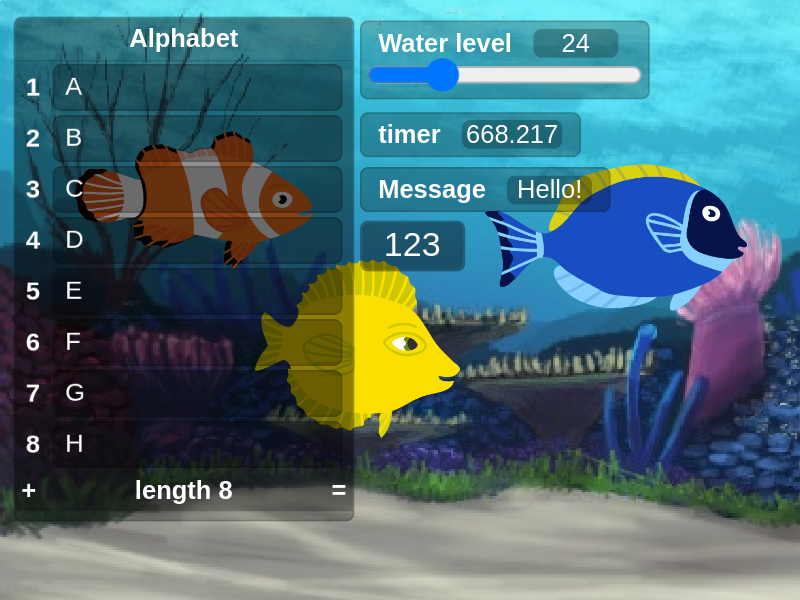 Alphabet
1 A
2 B
3 C
4 D
5 E
6 F
7 G
8 H
+ length 8 =
Water level 24
timer 668.217
Message Hello!
123